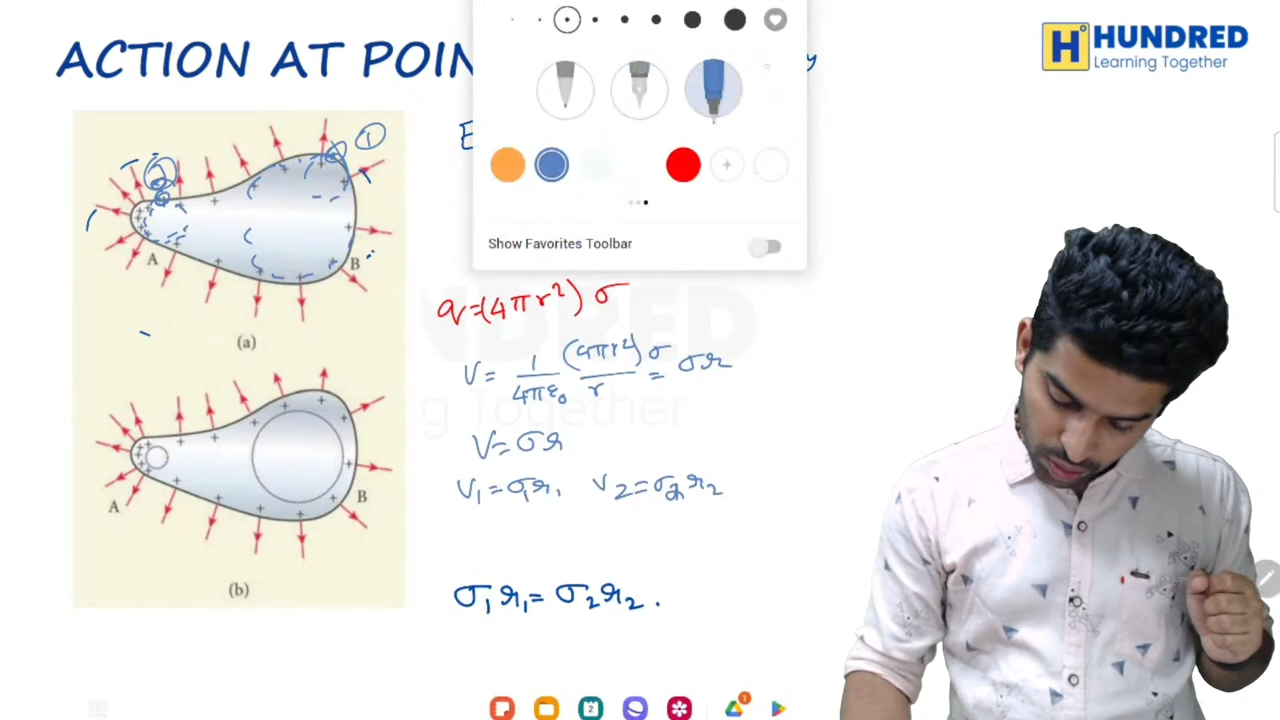 ACTION AT POIN
HUNDRED
Learning Together
E
Show Favorites Toolbar
① ②
A
B
(a)
A
B
(b)
q=(4πr²) σ
V= 1/4πε₀ (4πr²)σ/r = σr
V=σr
V₁=σ₁r₁ V₂=σ₂r₂
σ₁r₁=σ₂r₂.